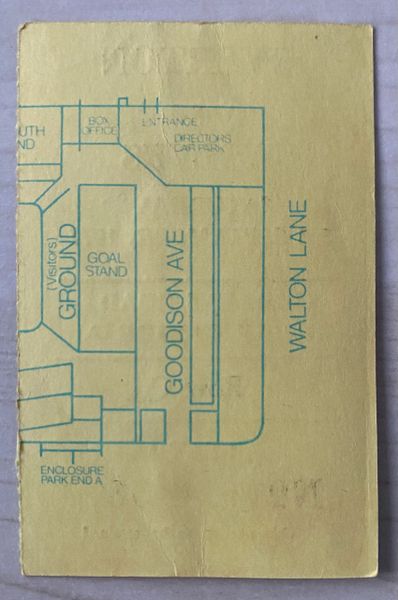 BOX
OFFICE
ENTRANCE
DIRECTORS
CAR PARK
UTH
ND
(Visitors)
GROUND
GOAL
STAND
GOODISON AVE
WALTON LANE
ENCLOSURE
PARK END A